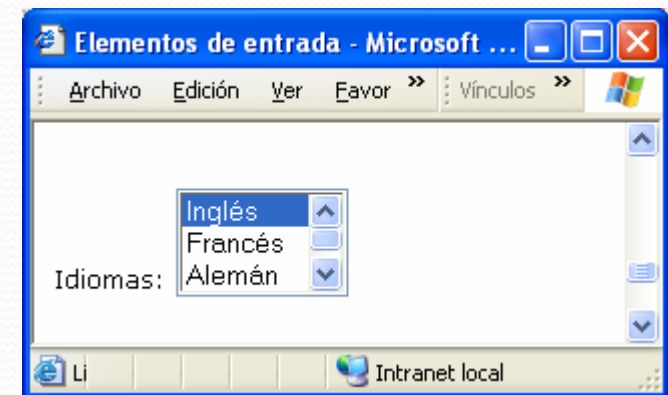 Elementos de entrada - Microsoft ...
Archivo Edición Ver Favor » Vínculos »
Inglés
Francés
Idiomas: Alemán
Li Intranet local